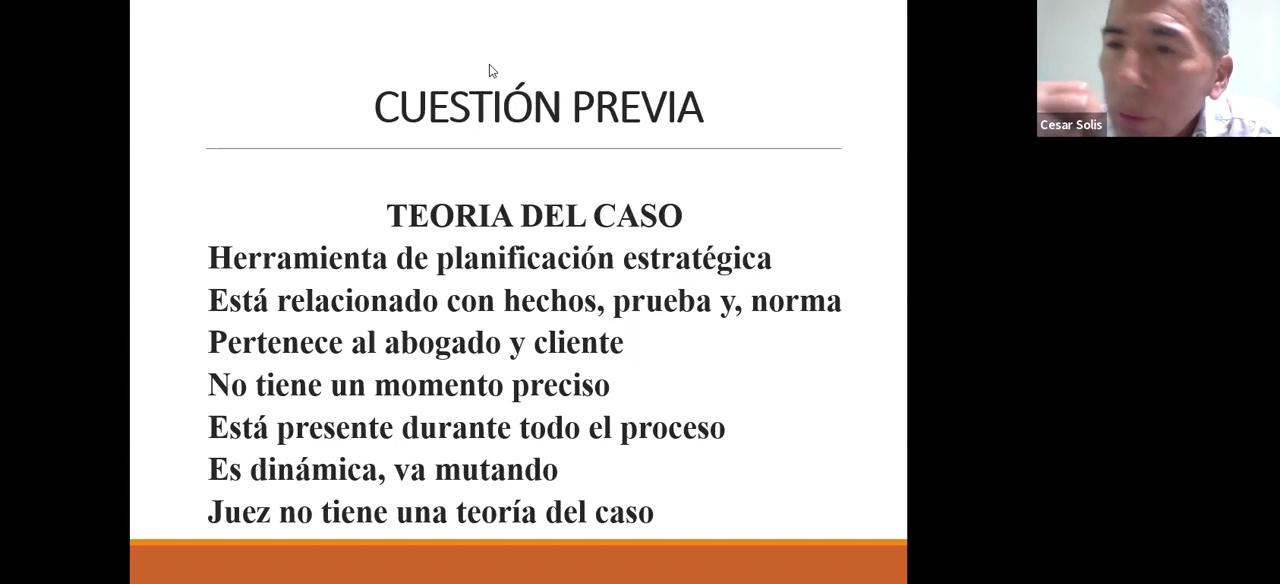 CUESTIÓN PREVIA
TEORIA DEL CASO
Herramienta de planificación estratégica
Está relacionado con hechos, prueba y, norma
Pertenece al abogado y cliente
No tiene un momento preciso
Está presente durante todo el proceso
Es dinámica, va mutando
Juez no tiene una teoría del caso
Cesar Solis